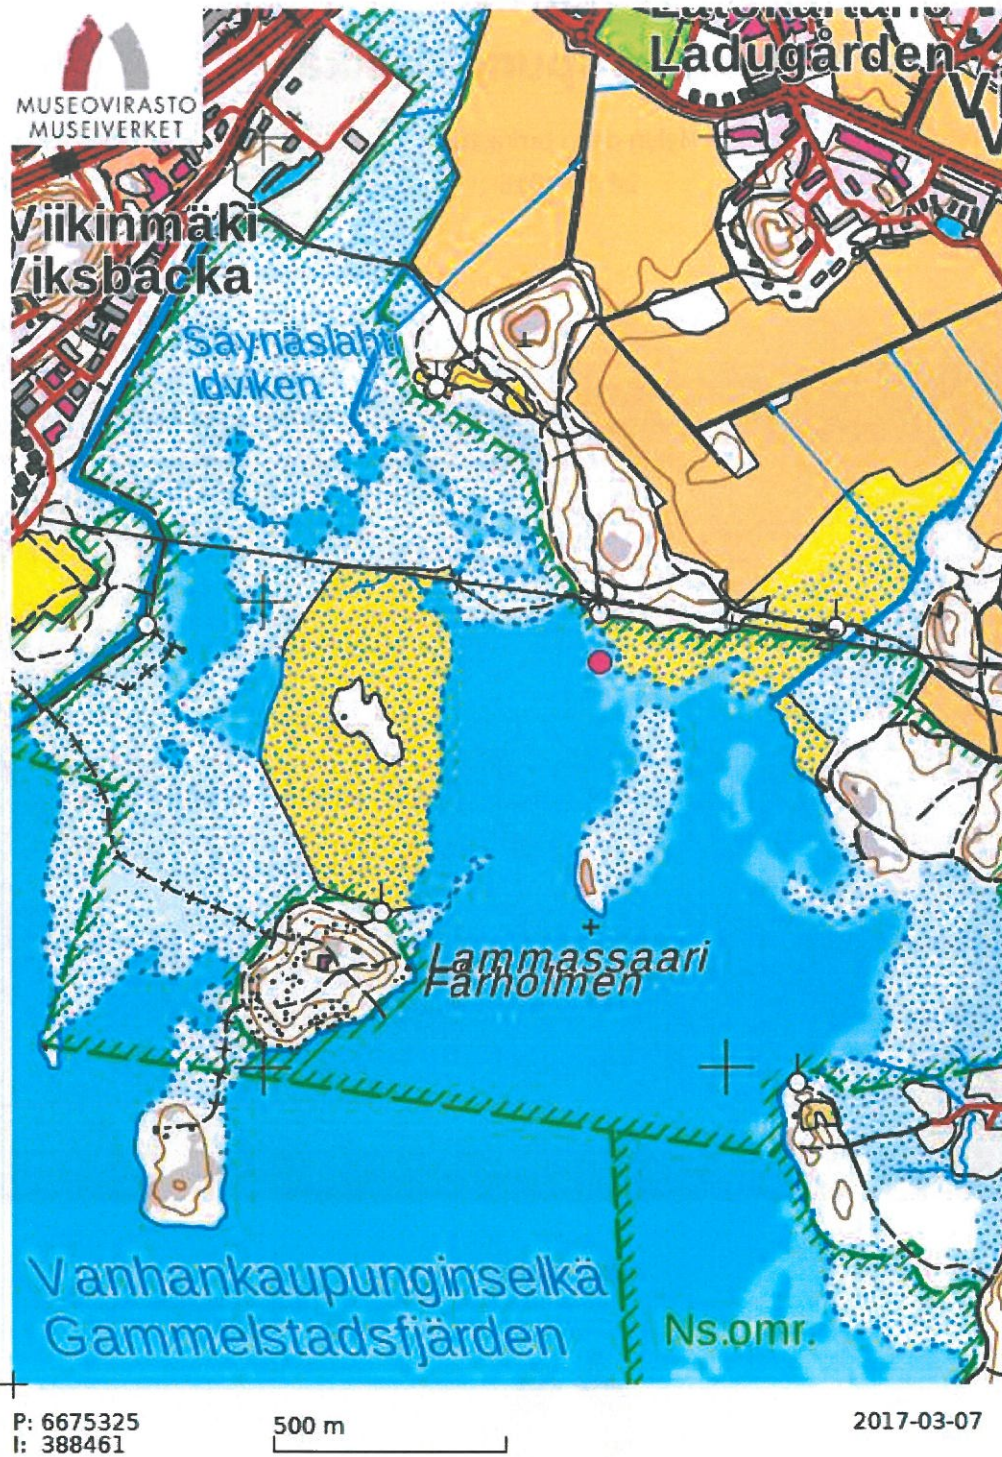 MUSEOVIRASTO
MUSEIVERKET
Ladugården
Viikinmäki
Viksbacka
Säynäslahti
Idviken
Lammassaari
Fårholmen
Vanhankaupunginselkä
Gammelstadsfjärden
Ns.omr.
P: 6675325
I: 388461
500 m
2017-03-07